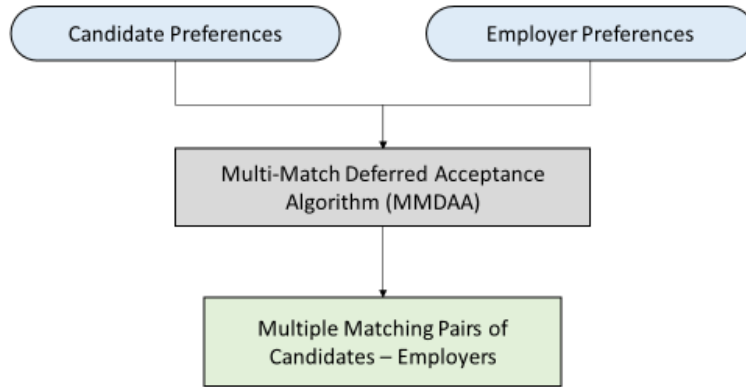 Candidate Preferences
Employer Preferences
Multi-Match Deferred Acceptance
Algorithm (MMDAA)
Multiple Matching Pairs of
Candidates – Employers